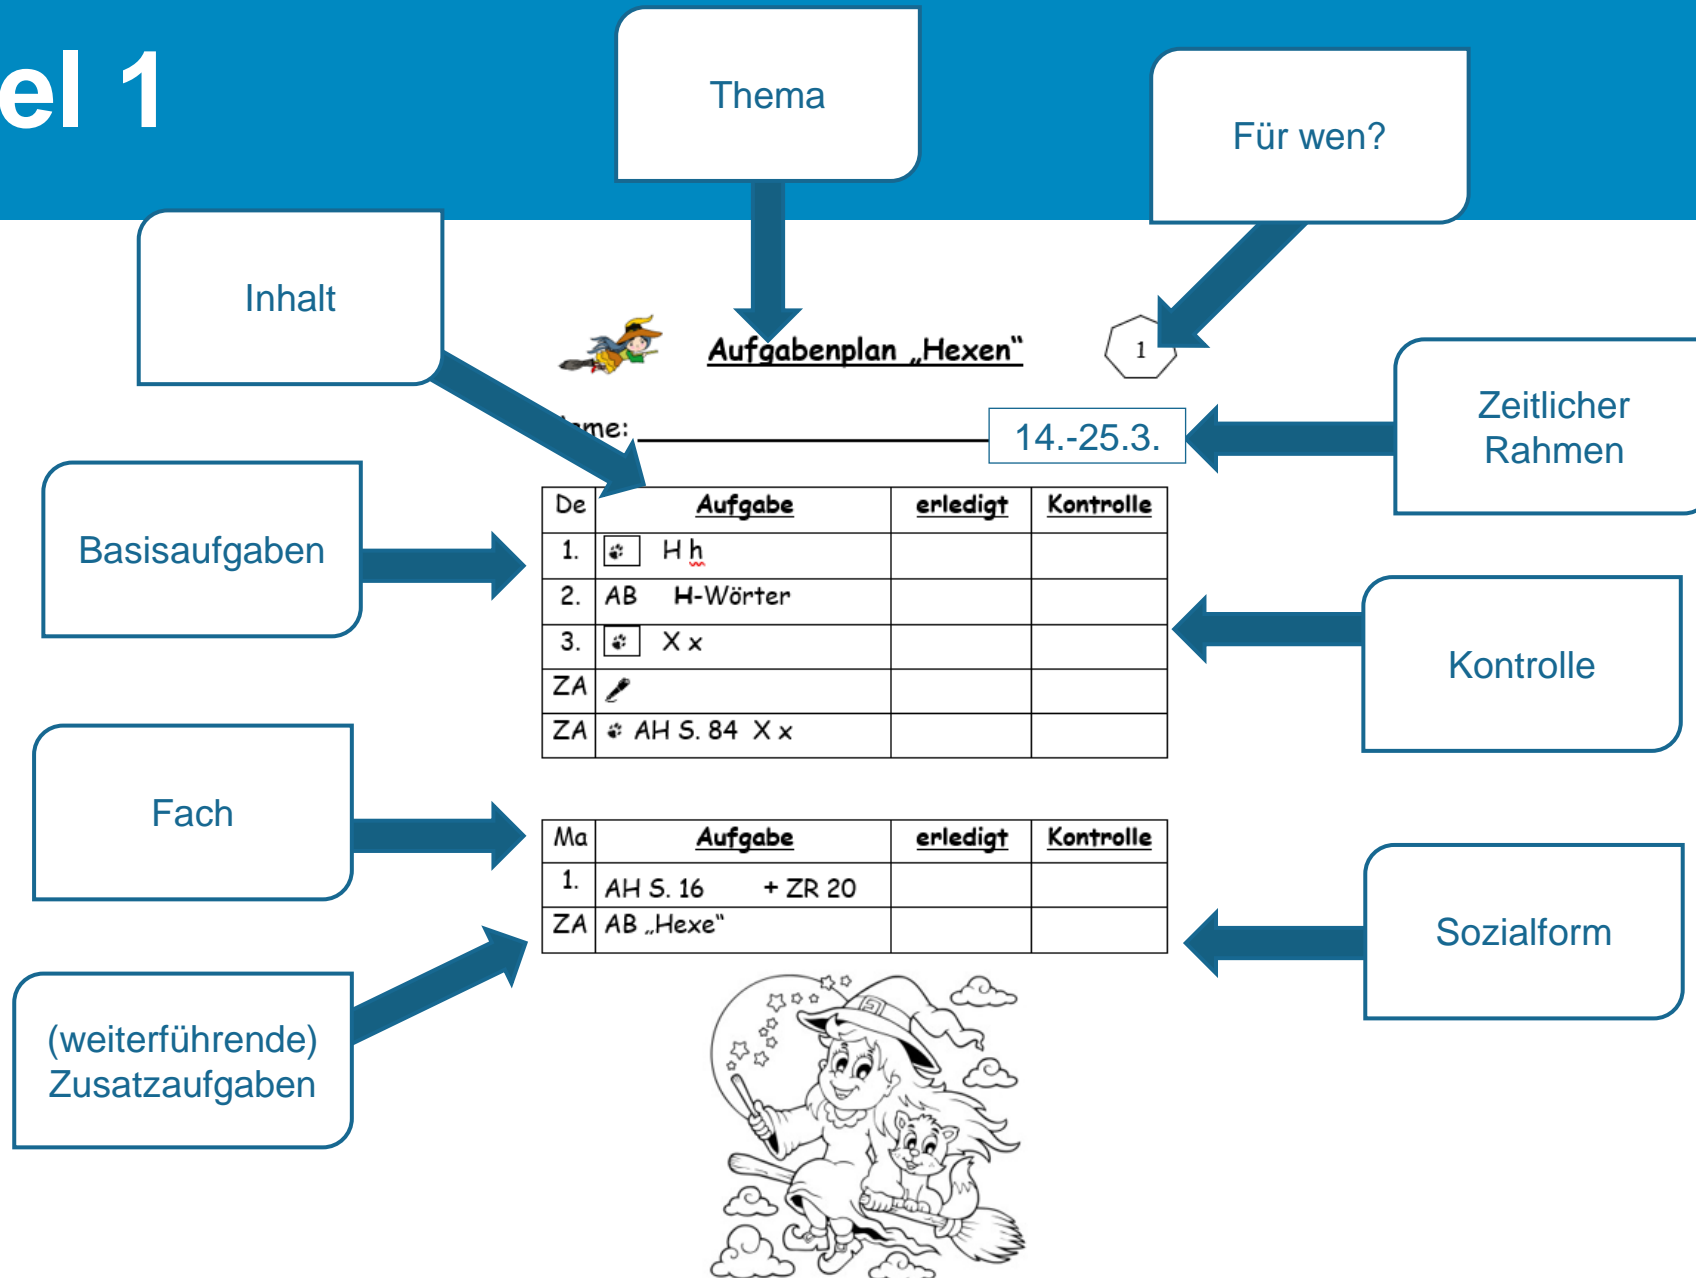 el 1
Thema
Für wen?
Inhalt
Aufgabenplan „Hexen“
1
Zeitlicher
Rahmen
me:
14.-25.3.
Basisaufgaben
De Aufgabe erledigt Kontrolle
1. H h
2. AB H-Wörter
3. X x
ZA
ZA AH S. 84 X x
Kontrolle
Fach
Ma Aufgabe erledigt Kontrolle
1. AH S. 16 + ZR 20
ZA AB „Hexe“
Sozialform
(weiterführende)
Zusatzaufgaben